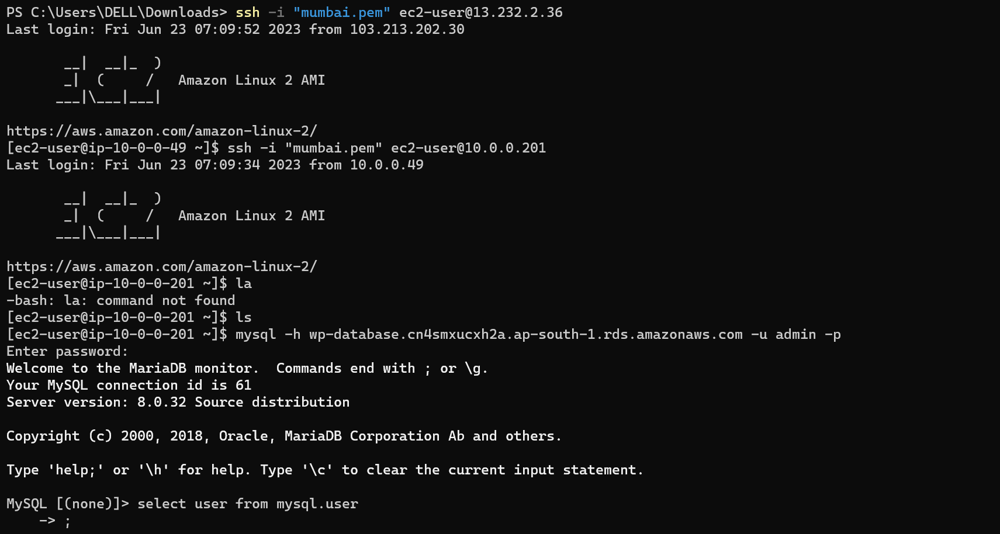 PS C:\Users\DELL\Downloads> ssh -i "mumbai.pem" ec2-user@13.232.2.36
Last login: Fri Jun 23 07:09:52 2023 from 103.213.202.30

       __|  __|_  )
       _|  (     /   Amazon Linux 2 AMI
      ___|\___|___|

https://aws.amazon.com/amazon-linux-2/
[ec2-user@ip-10-0-0-49 ~]$ ssh -i "mumbai.pem" ec2-user@10.0.0.201
Last login: Fri Jun 23 07:09:34 2023 from 10.0.0.49

       __|  __|_  )
       _|  (     /   Amazon Linux 2 AMI
      ___|\___|___|

https://aws.amazon.com/amazon-linux-2/
[ec2-user@ip-10-0-0-201 ~]$ la
-bash: la: command not found
[ec2-user@ip-10-0-0-201 ~]$ ls
[ec2-user@ip-10-0-0-201 ~]$ mysql -h wp-database.cn4smxucxh2a.ap-south-1.rds.amazonaws.com -u admin -p
Enter password:
Welcome to the MariaDB monitor.  Commands end with ; or \g.
Your MySQL connection id is 61
Server version: 8.0.32 Source distribution

Copyright (c) 2000, 2018, Oracle, MariaDB Corporation Ab and others.

Type 'help;' or '\h' for help. Type '\c' to clear the current input statement.

MySQL [(none)]> select user from mysql.user
    -> ;